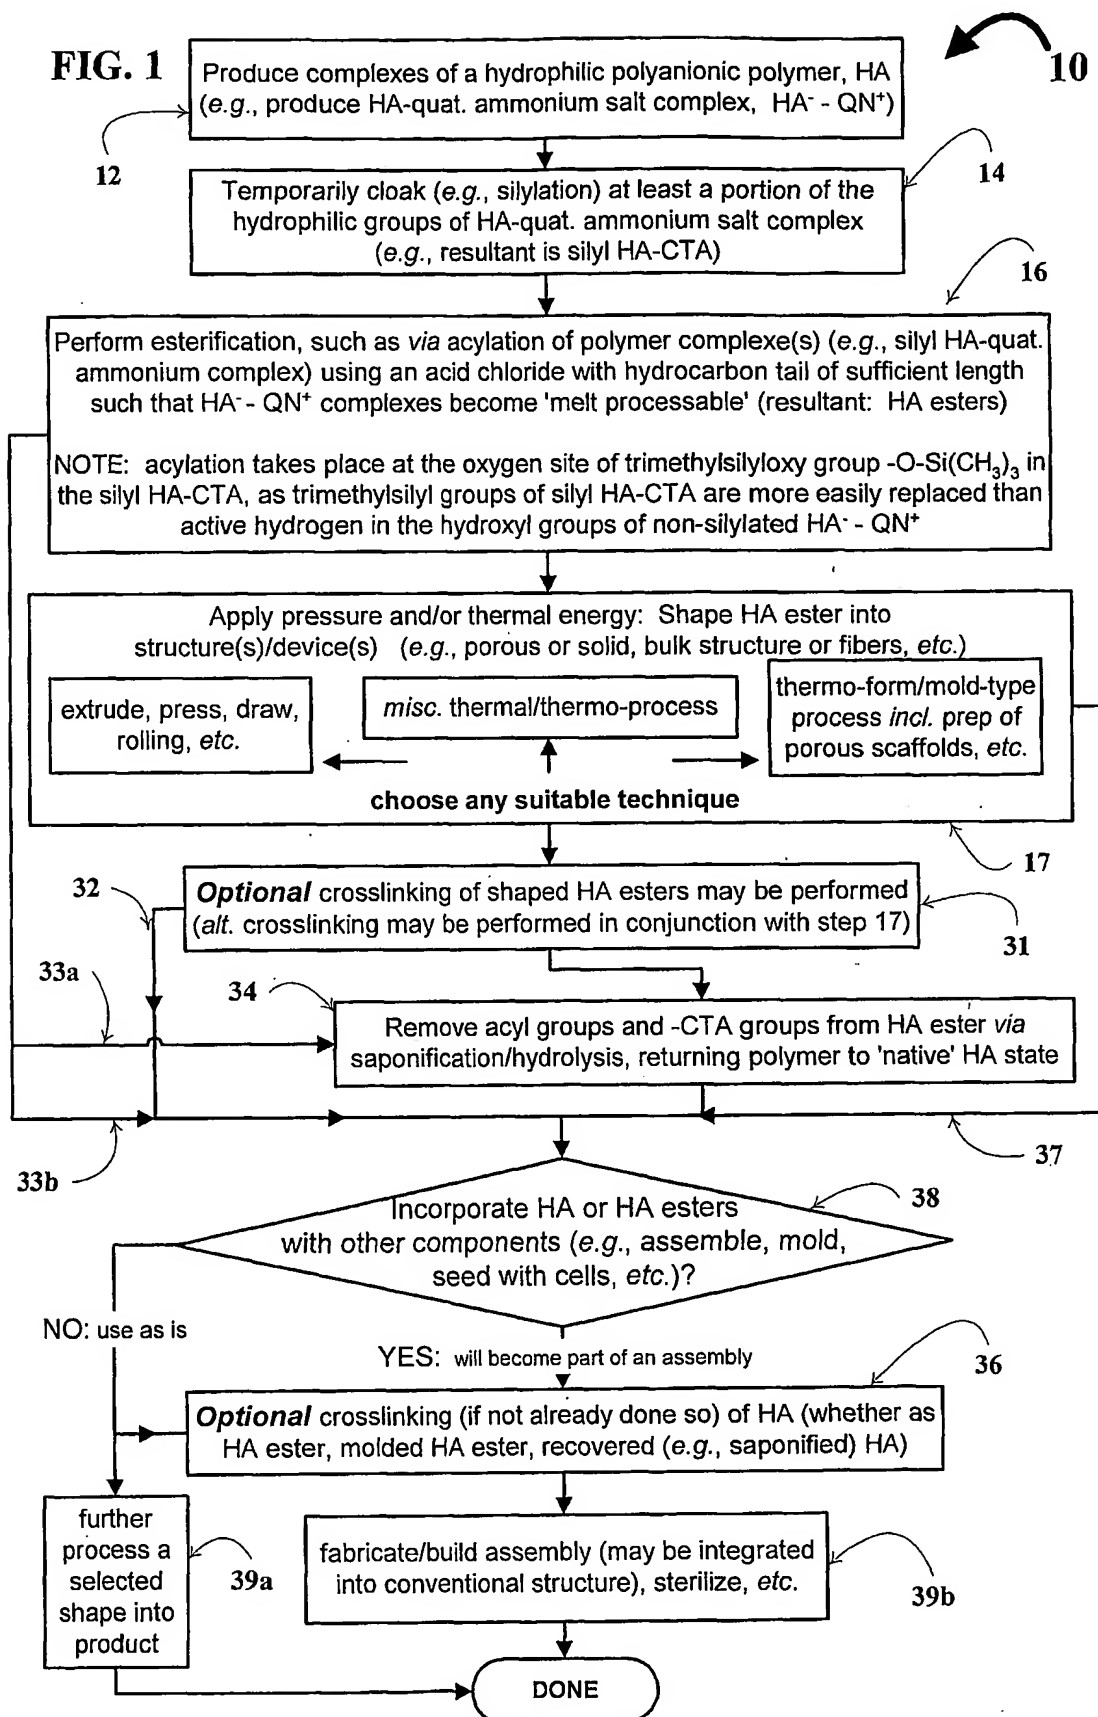 FIG. 1
10
Produce complexes of a hydrophilic polyanionic polymer, HA
(e.g., produce HA-quat. ammonium salt complex, HA⁻ - QN⁺)
12
14
Temporarily cloak (e.g., silylation) at least a portion of the
hydrophilic groups of HA-quat. ammonium salt complex
(e.g., resultant is silyl HA-CTA)
16
Perform esterification, such as via acylation of polymer complexe(s) (e.g., silyl HA-quat.
ammonium complex) using an acid chloride with hydrocarbon tail of sufficient length
such that HA⁻ - QN⁺ complexes become 'melt processable' (resultant: HA esters)
NOTE: acylation takes place at the oxygen site of trimethylsilyloxy group -O-Si(CH₃)₃ in
the silyl HA-CTA, as trimethylsilyl groups of silyl HA-CTA are more easily replaced than
active hydrogen in the hydroxyl groups of non-silylated HA⁻ - QN⁺
Apply pressure and/or thermal energy: Shape HA ester into
structure(s)/device(s) (e.g., porous or solid, bulk structure or fibers, etc.)
extrude, press, draw,
rolling, etc.
misc. thermal/thermo-process
thermo-form/mold-type
process incl. prep of
porous scaffolds, etc.
choose any suitable technique
17
32
Optional crosslinking of shaped HA esters may be performed
(alt. crosslinking may be performed in conjunction with step 17)
31
33a
34
Remove acyl groups and -CTA groups from HA ester via
saponification/hydrolysis, returning polymer to 'native' HA state
33b
37
38
Incorporate HA or HA esters
with other components (e.g., assemble, mold,
seed with cells, etc.)?
NO: use as is
YES: will become part of an assembly
36
Optional crosslinking (if not already done so) of HA (whether as
HA ester, molded HA ester, recovered (e.g., saponified) HA)
further
process a
selected
shape into
product
39a
fabricate/build assembly (may be integrated
into conventional structure), sterilize, etc.
39b
DONE